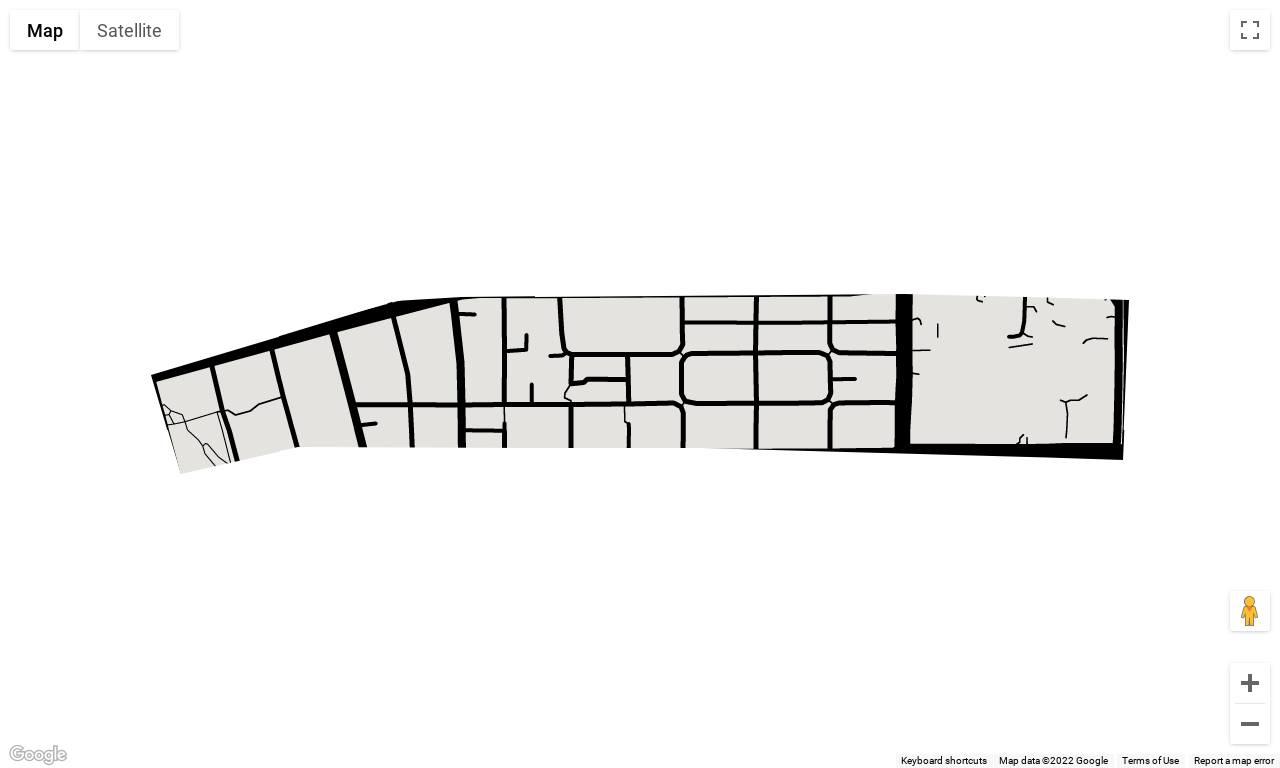 Map Satellite
Google
Keyboard shortcuts Map data ©2022 Google Terms of Use Report a map error